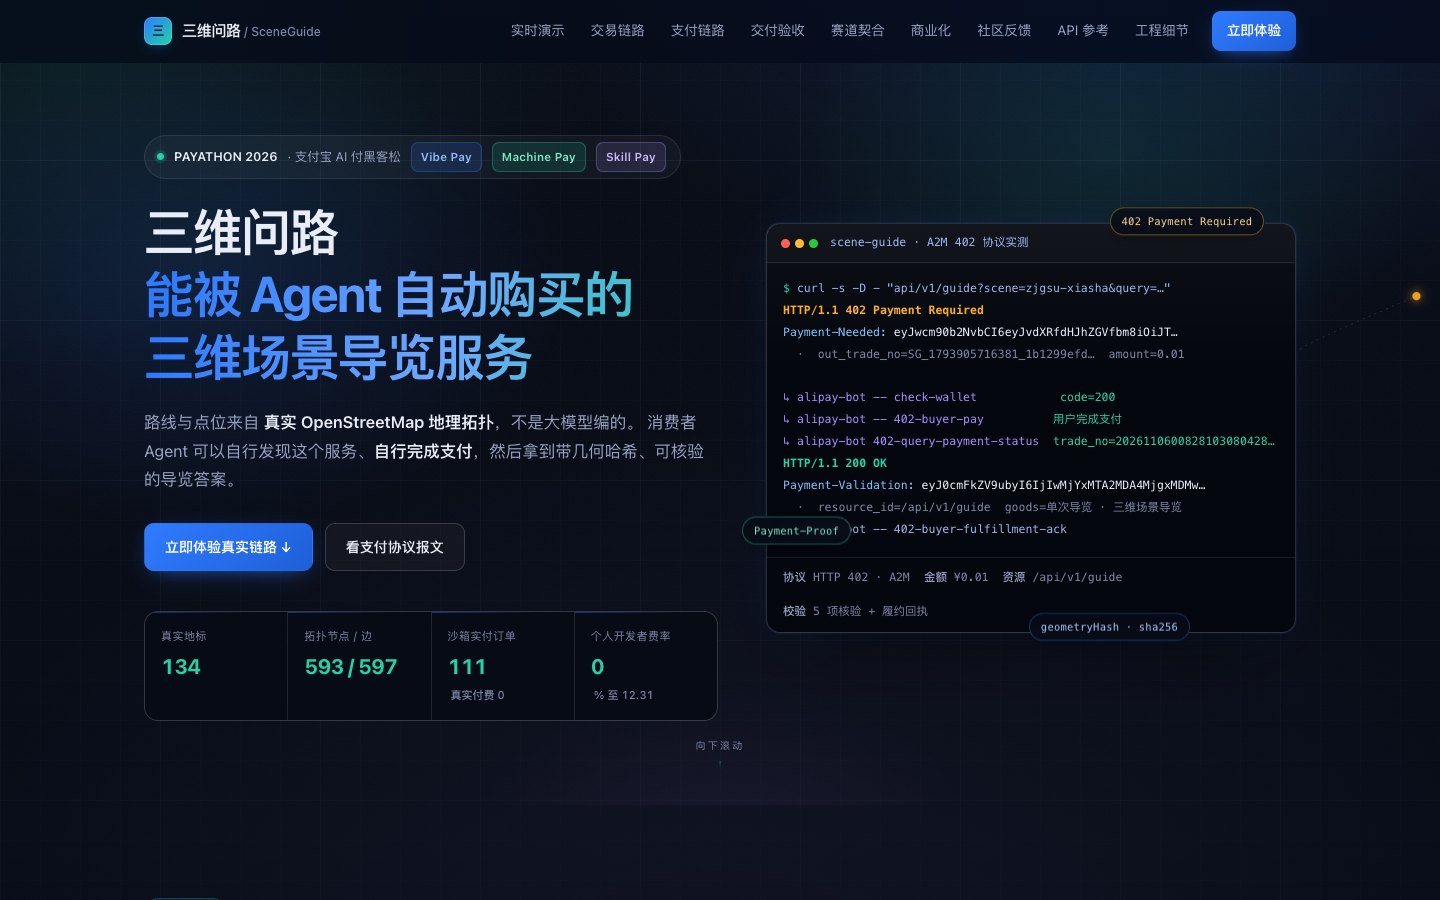 三 三维问路 / SceneGuide 实时演示 交易链路 支付链路 交付验收 赛道契合 商业化 社区反馈 API 参考 工程细节 立即体验
PAYATHON 2026 · 支付宝 AI 付黑客松 Vibe Pay Machine Pay Skill Pay
三维问路
能被 Agent 自动购买的
三维场景导览服务
路线与点位来自 真实 OpenStreetMap 地理拓扑，不是大模型编的。 消费者
Agent 可以自行发现这个服务、自行完成支付，然后拿到带几何哈希、可核验
的导览答案。
立即体验真实链路 ↓ 看支付协议报文
真实地标 拓扑节点 / 边 沙箱实付订单 个人开发者费率
134 593 / 597 111 0
真实付费 0 % 至 12.31
向下滚动
402 Payment Required
scene-guide · A2M 402 协议实测
$ curl -s -D - "api/v1/guide?scene=zjgsu-xiasha&query=…"
HTTP/1.1 402 Payment Required
Payment-Needed: eyJwcm90b2NvbCI6eyJvdXRfdHJhZGVfbm8iOiJT…
· out_trade_no=SG_1793905716381_1b1299efd… amount=0.01
↳ alipay-bot -- check-wallet code=200
↳ alipay-bot -- 402-buyer-pay 用户完成支付
↳ alipay-bot 402-query-payment-status trade_no=2026110600828103080428…
HTTP/1.1 200 OK
Payment-Validation: eyJ0cmFkZV9ubyI6IjIwMjYxMTA2MDA4MjgxMDMw…
· resource_id=/api/v1/guide goods=单次导览 · 三维场景导览
Payment-Proof
ot -- 402-buyer-fulfillment-ack
协议 HTTP 402 · A2M 金额 ¥0.01 资源 /api/v1/guide
校验 5 项核验 + 履约回执
geometryHash · sha256